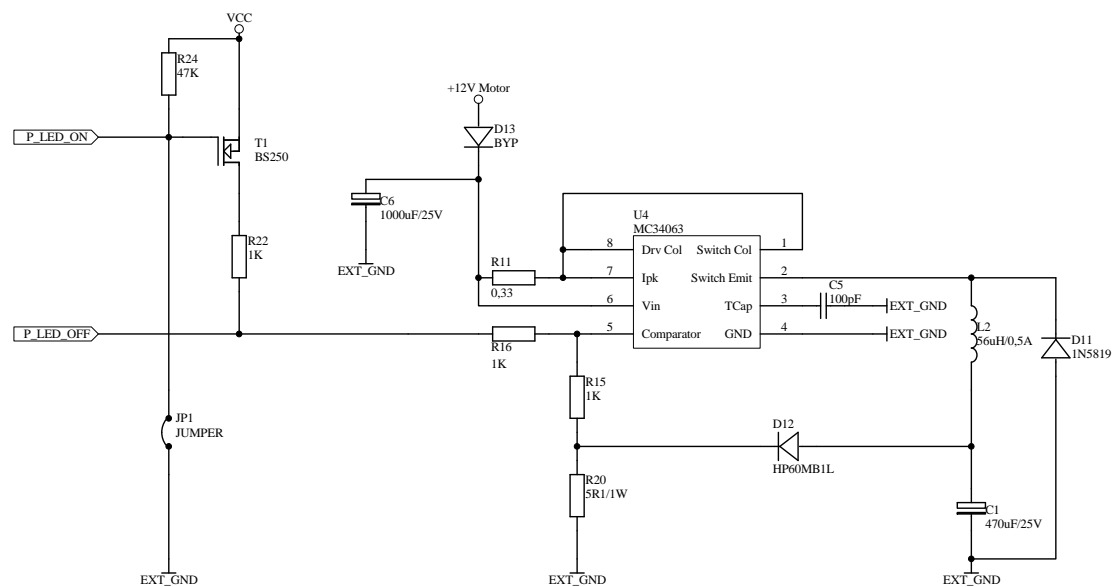 VCC
R24
47K
+12V Motor
P_LED_ON
T1
BS250
D13
BYP
C6
1000uF/25V
EXT_GND
U4
MC34063
8
Drv Col
Switch Col
1
R22
1K
R11
0,33
7
Ipk
Switch Emit
2
6
Vin
TCap
3
C5
100pF
EXT_GND
P_LED_OFF
R16
1K
5
Comparator
GND
4
EXT_GND
L2
56uH/0,5A
D11
1N5819
R15
1K
JP1
JUMPER
D12
HP60MB1L
R20
5R1/1W
C1
470uF/25V
EXT_GND
EXT_GND
EXT_GND